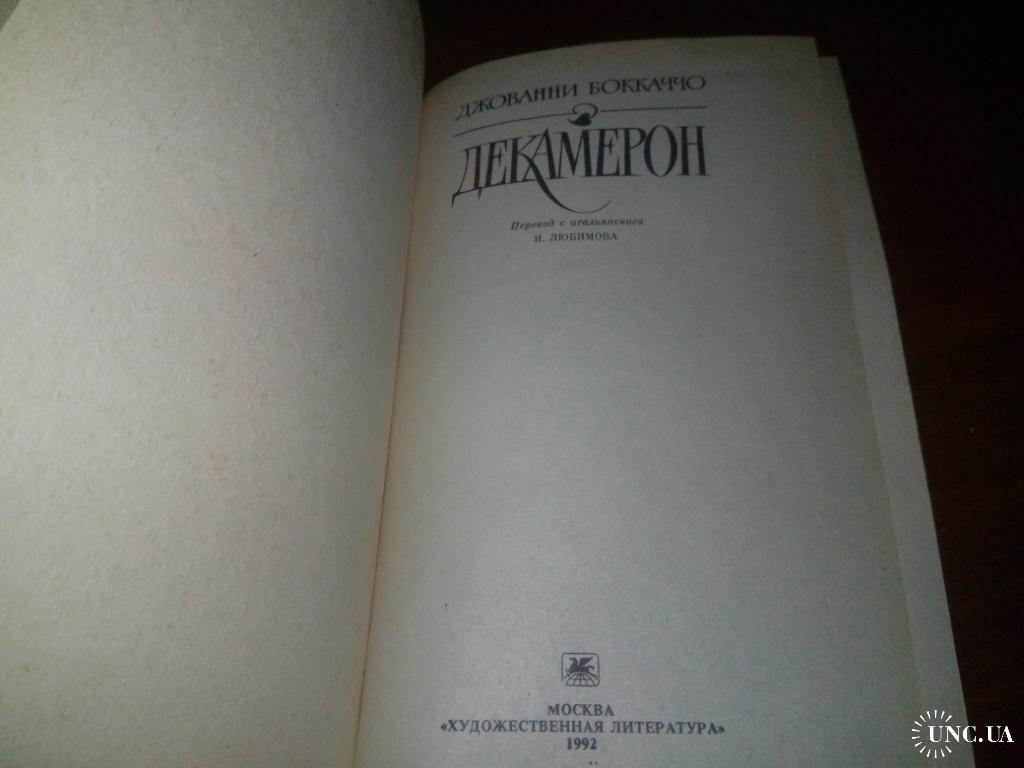 ДЖОВАННИ БОККАЧЧО
ДЕКАМЕРОН
Перевод с итальянского
Н. ЛЮБИМОВА
МОСКВА
«ХУДОЖЕСТВЕННАЯ ЛИТЕРАТУРА»
1992
UNC.UA